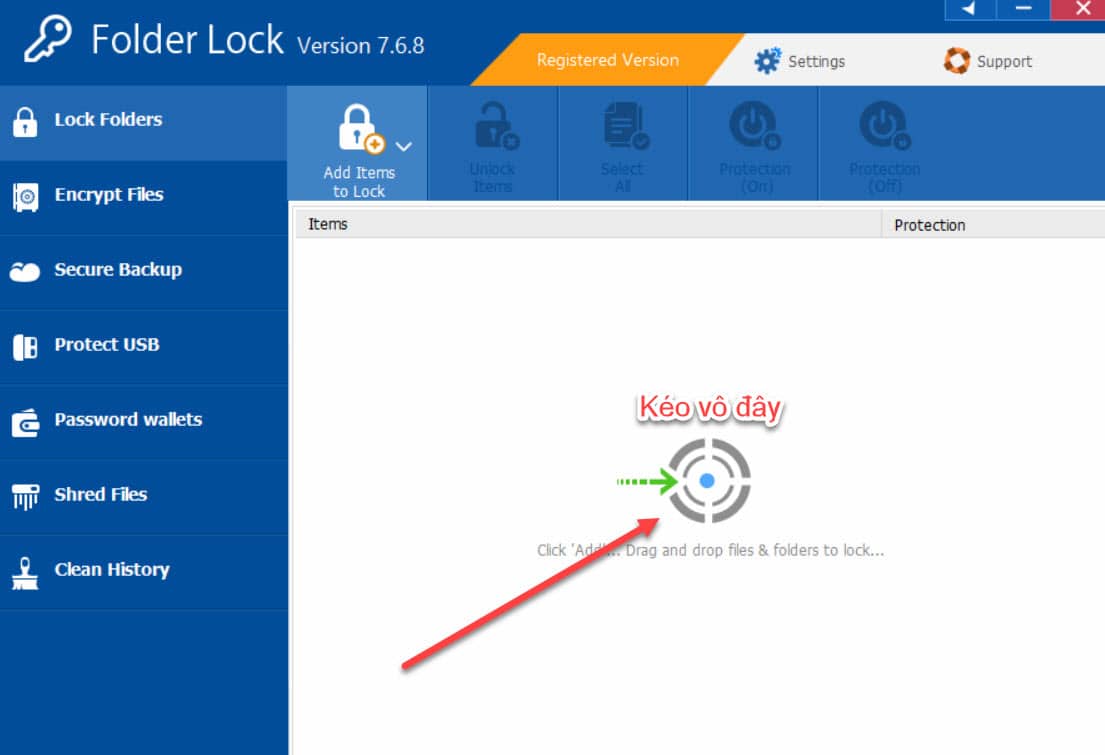 Folder Lock Version 7.6.8
Registered Version
Settings
Support
Lock Folders
Encrypt Files
Secure Backup
Protect USB
Password wallets
Shred Files
Clean History
Add Items
to Lock
Unlock
Items
Select
All
Protection
(On)
Protection
(Off)
Items
Protection
Kéo vô đây
Click 'Add'... Drag and drop files & folders to lock...